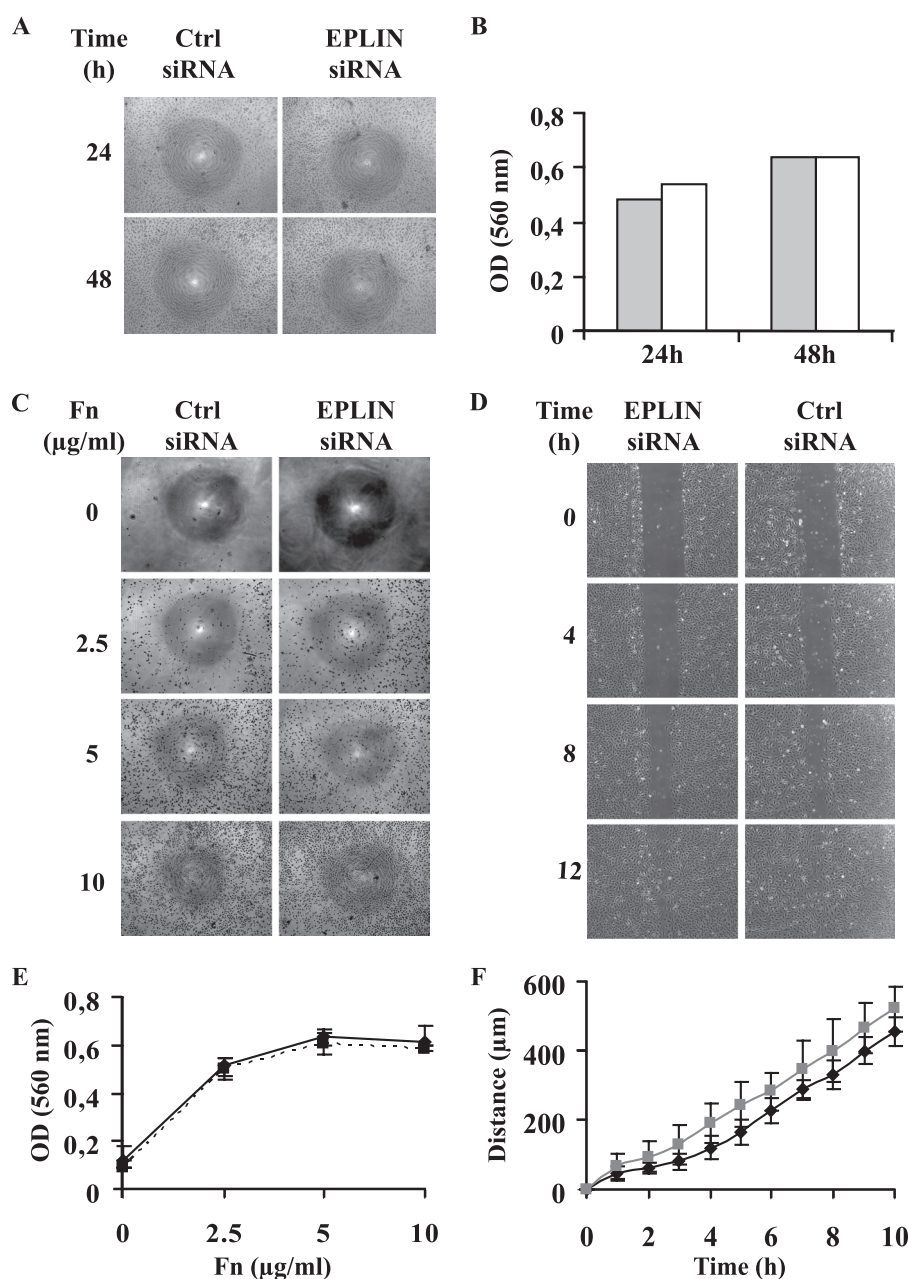 A
Time (h)
Ctrl siRNA
EPLIN siRNA
24
48
B
OD (560 nm)
0,8
0,6
0,4
0,2
0
24h
48h
C
Fn (µg/ml)
Ctrl siRNA
EPLIN siRNA
0
2.5
5
10
D
Time (h)
EPLIN siRNA
Ctrl siRNA
0
4
8
12
E
OD (560 nm)
0,8
0,6
0,4
0,2
0
0 2.5 5 10
Fn (µg/ml)
F
Distance (µm)
600
400
200
0
0 2 4 6 8 10
Time (h)